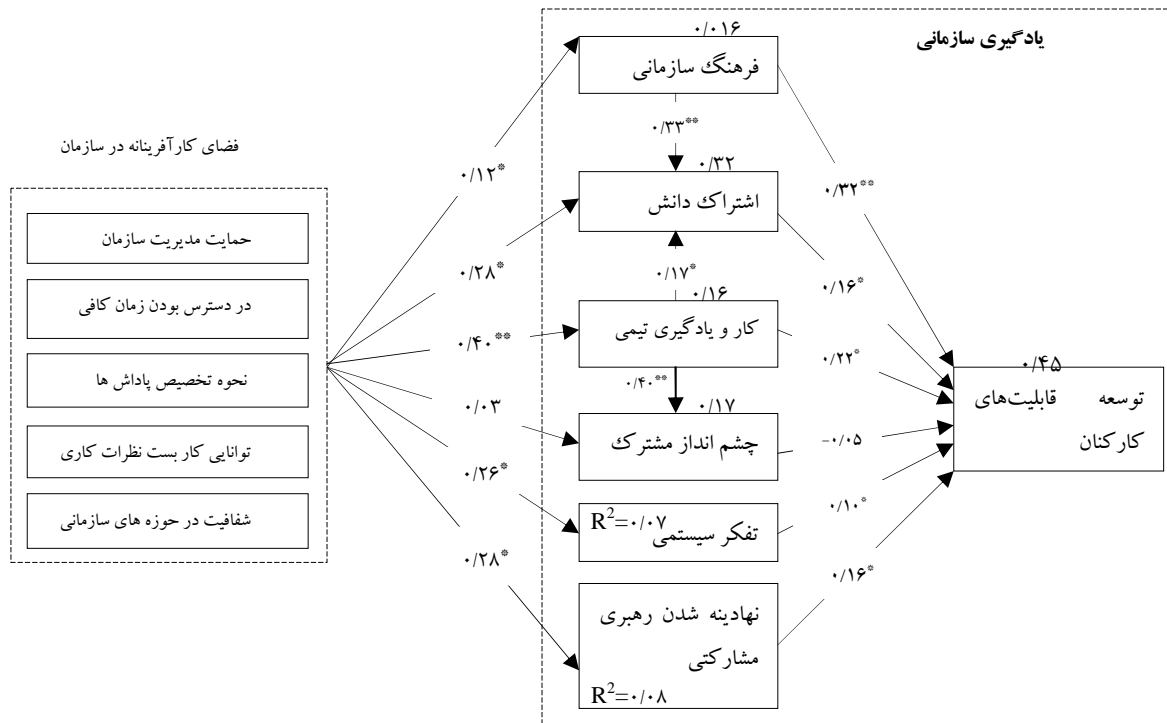 یادگیری سازمانی
فضای کارآفرینانه در سازمان
حمایت مدیریت سازمان
در دسترس بودن زمان کافی
نحوه تخصیص پاداش ها
توانایی کار بست نظرات کاری
شفافیت در حوزه های سازمانی
۰/۱۲*
۰/۲۸*
۰/۴۰**
۰/۰۳
۰/۲۶*
۰/۲۸*
۰/۰۱۶
فرهنگ سازمانی
۰/۳۳**
۰/۳۲
اشتراک دانش
۰/۱۷*
۰/۱۶
کار و یادگیری تیمی
۰/۴۰**
۰/۱۷
چشم انداز مشترک
R²=۰/۰۷
تفکر سیستمی
نهادینه شدن رهبری
مشارکتی
R²=۰/۰۸
۰/۳۲**
۰/۱۶*
۰/۲۲*
-۰/۰۵
۰/۱۰*
۰/۱۶*
۰/۴۵
توسعه قابلیت‌های
کارکنان